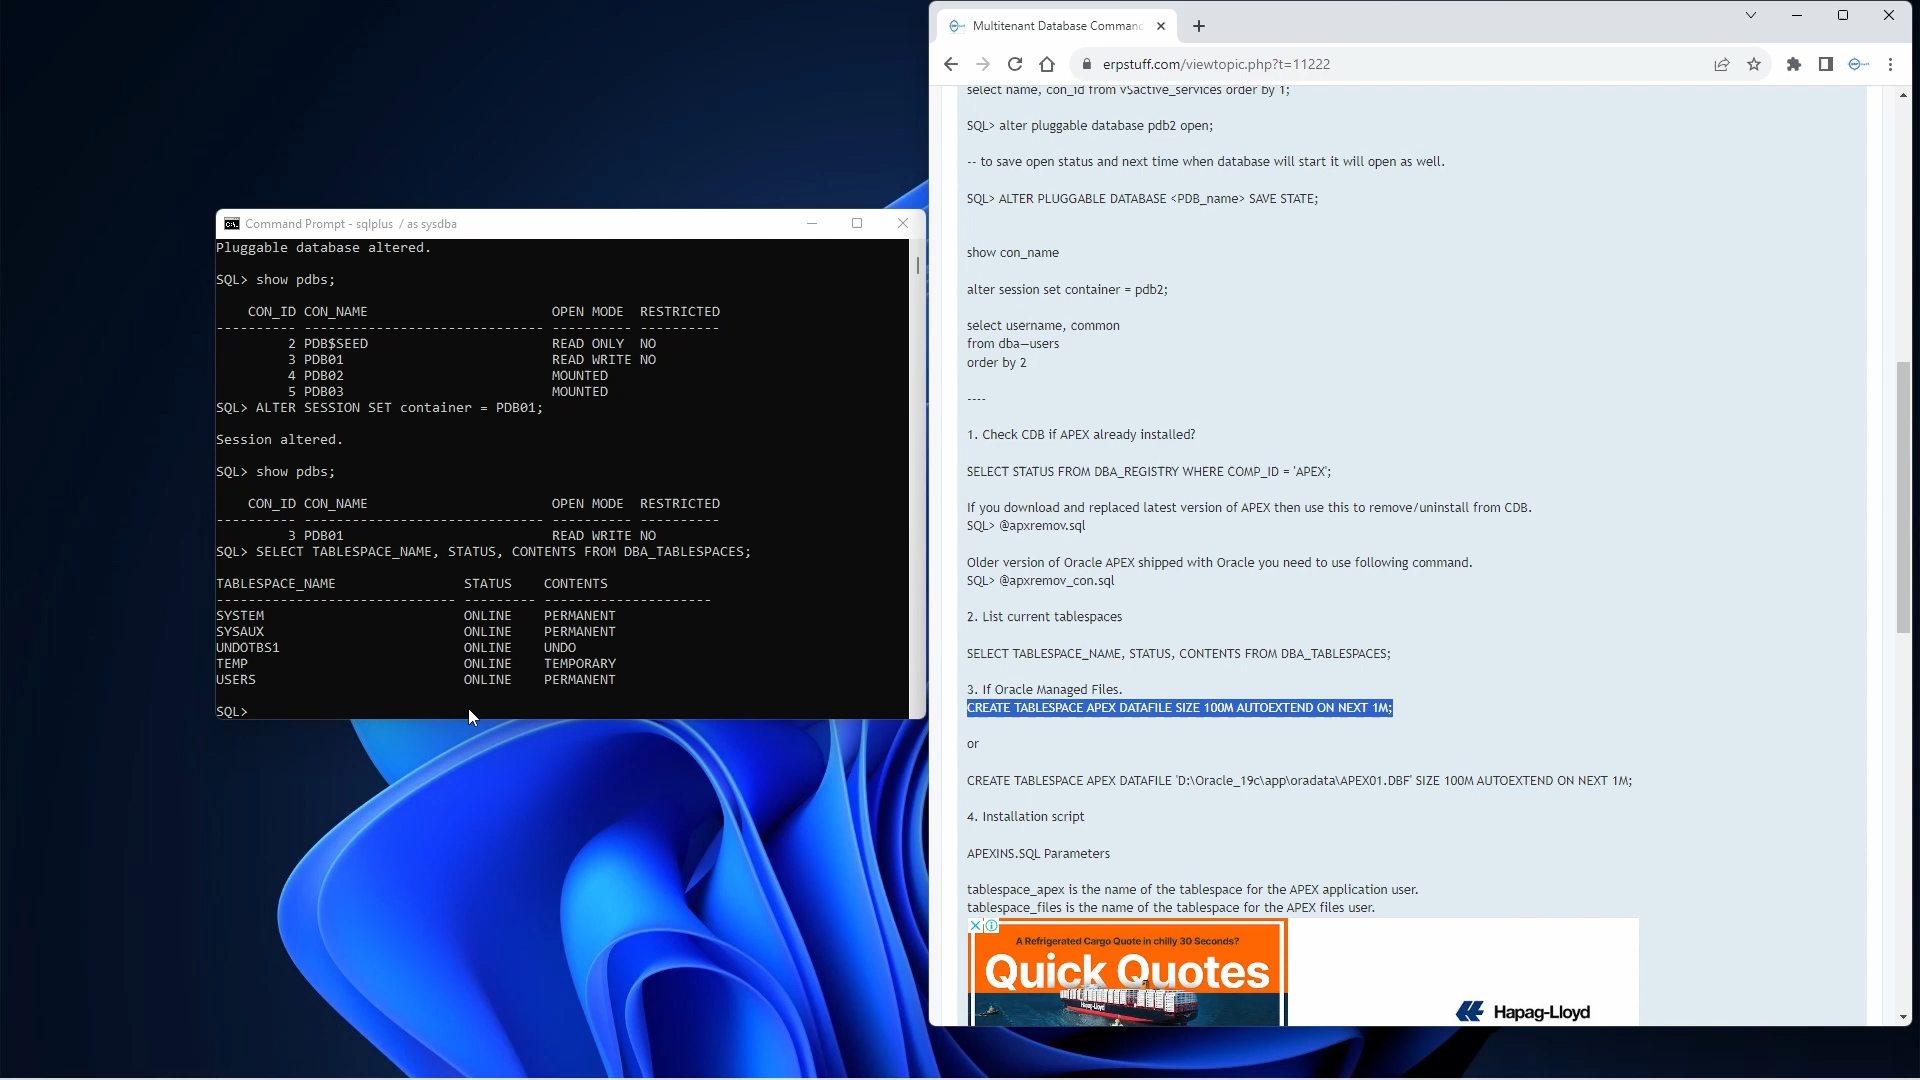 Command Prompt - sqlplus / as sysdba
Pluggable database altered.
SQL> show pdbs;
CON_ID CON_NAME OPEN MODE RESTRICTED
---------- ------------------------------ ---------- ----------
2 PDB$SEED READ ONLY NO
3 PDB01 READ WRITE NO
4 PDB02 MOUNTED
5 PDB03 MOUNTED
SQL> ALTER SESSION SET container = PDB01;
Session altered.
SQL> show pdbs;
CON_ID CON_NAME OPEN MODE RESTRICTED
---------- ------------------------------ ---------- ----------
3 PDB01 READ WRITE NO
SQL> SELECT TABLESPACE_NAME, STATUS, CONTENTS FROM DBA_TABLESPACES;
TABLESPACE_NAME STATUS CONTENTS
------------------------------ --------- ---------------------
SYSTEM ONLINE PERMANENT
SYSAUX ONLINE PERMANENT
UNDOTBS1 ONLINE UNDO
TEMP ONLINE TEMPORARY
USERS ONLINE PERMANENT
SQL>
Multitenant Database Comman
erpstuff.com/viewtopic.php?t=11222
select name, con_id from v$active_services order by 1;
SQL> alter pluggable database pdb2 open;
-- to save open status and next time when database will start it will open as well.
SQL> ALTER PLUGGABLE DATABASE <PDB_name> SAVE STATE;
show con_name
alter session set container = pdb2;
select username, common
from dba—users
order by 2
----
1. Check CDB if APEX already installed?
SELECT STATUS FROM DBA_REGISTRY WHERE COMP_ID = 'APEX';
If you download and replaced latest version of APEX then use this to remove/uninstall from CDB.
SQL> @apxremov.sql
Older version of Oracle APEX shipped with Oracle you need to use following command.
SQL> @apxremov_con.sql
2. List current tablespaces
SELECT TABLESPACE_NAME, STATUS, CONTENTS FROM DBA_TABLESPACES;
3. If Oracle Managed Files.
CREATE TABLESPACE APEX DATAFILE SIZE 100M AUTOEXTEND ON NEXT 1M;
or
CREATE TABLESPACE APEX DATAFILE 'D:\Oracle_19c\app\oradata\APEX01.DBF' SIZE 100M AUTOEXTEND ON NEXT 1M;
4. Installation script
APEXINS.SQL Parameters
tablespace_apex is the name of the tablespace for the APEX application user.
tablespace_files is the name of the tablespace for the APEX files user.
A Refrigerated Cargo Quote in chilly 30 Seconds?
Quick Quotes
Hapag-Lloyd
Hapag-Lloyd